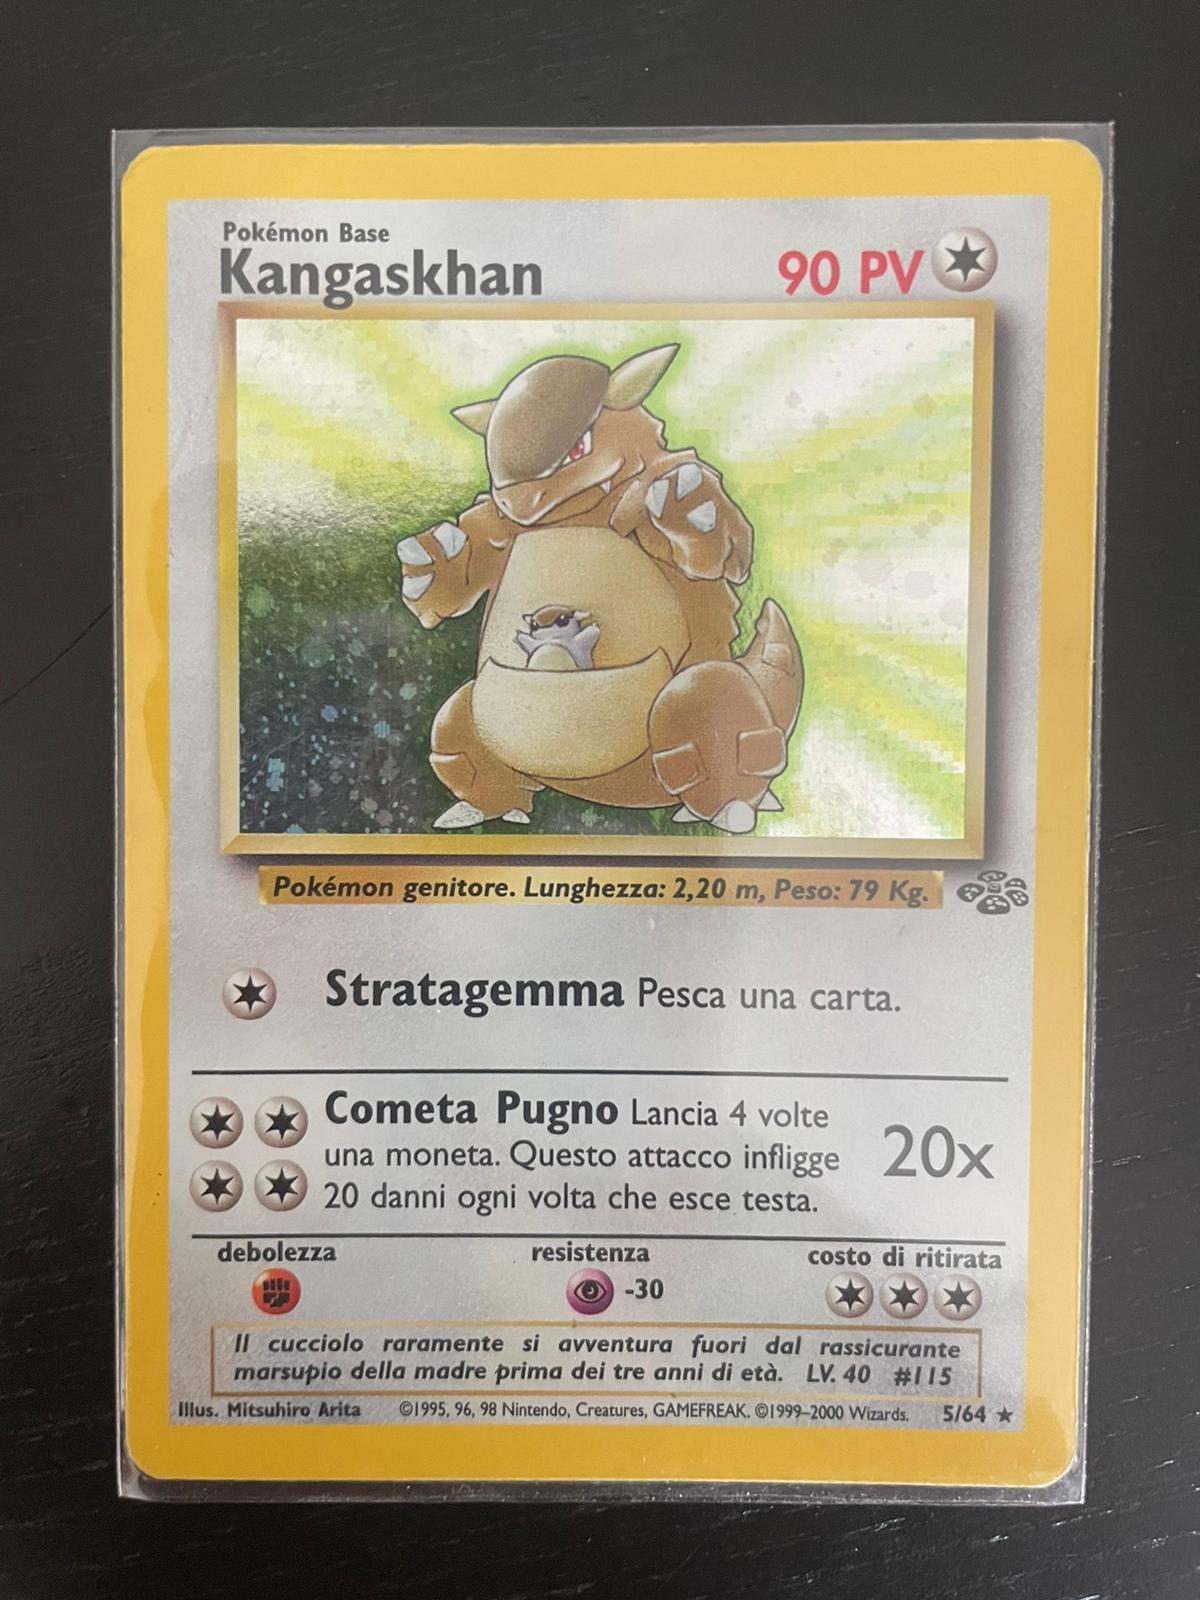 Pokémon Base
Kangaskhan 90 PV
Pokémon genitore. Lunghezza: 2,20 m, Peso: 79 Kg.
Stratagemma Pesca una carta.
Cometa Pugno Lancia 4 volte
una moneta. Questo attacco infligge
20 danni ogni volta che esce testa.
20x
debolezza resistenza costo di ritirata
-30
Il cucciolo raramente si avventura fuori dal rassicurante
marsupio della madre prima dei tre anni di età. LV. 40 #115
Illus. Mitsuhiro Arita ©1995, 96, 98 Nintendo, Creatures, GAMEFREAK. ©1999–2000 Wizards. 5/64 ★